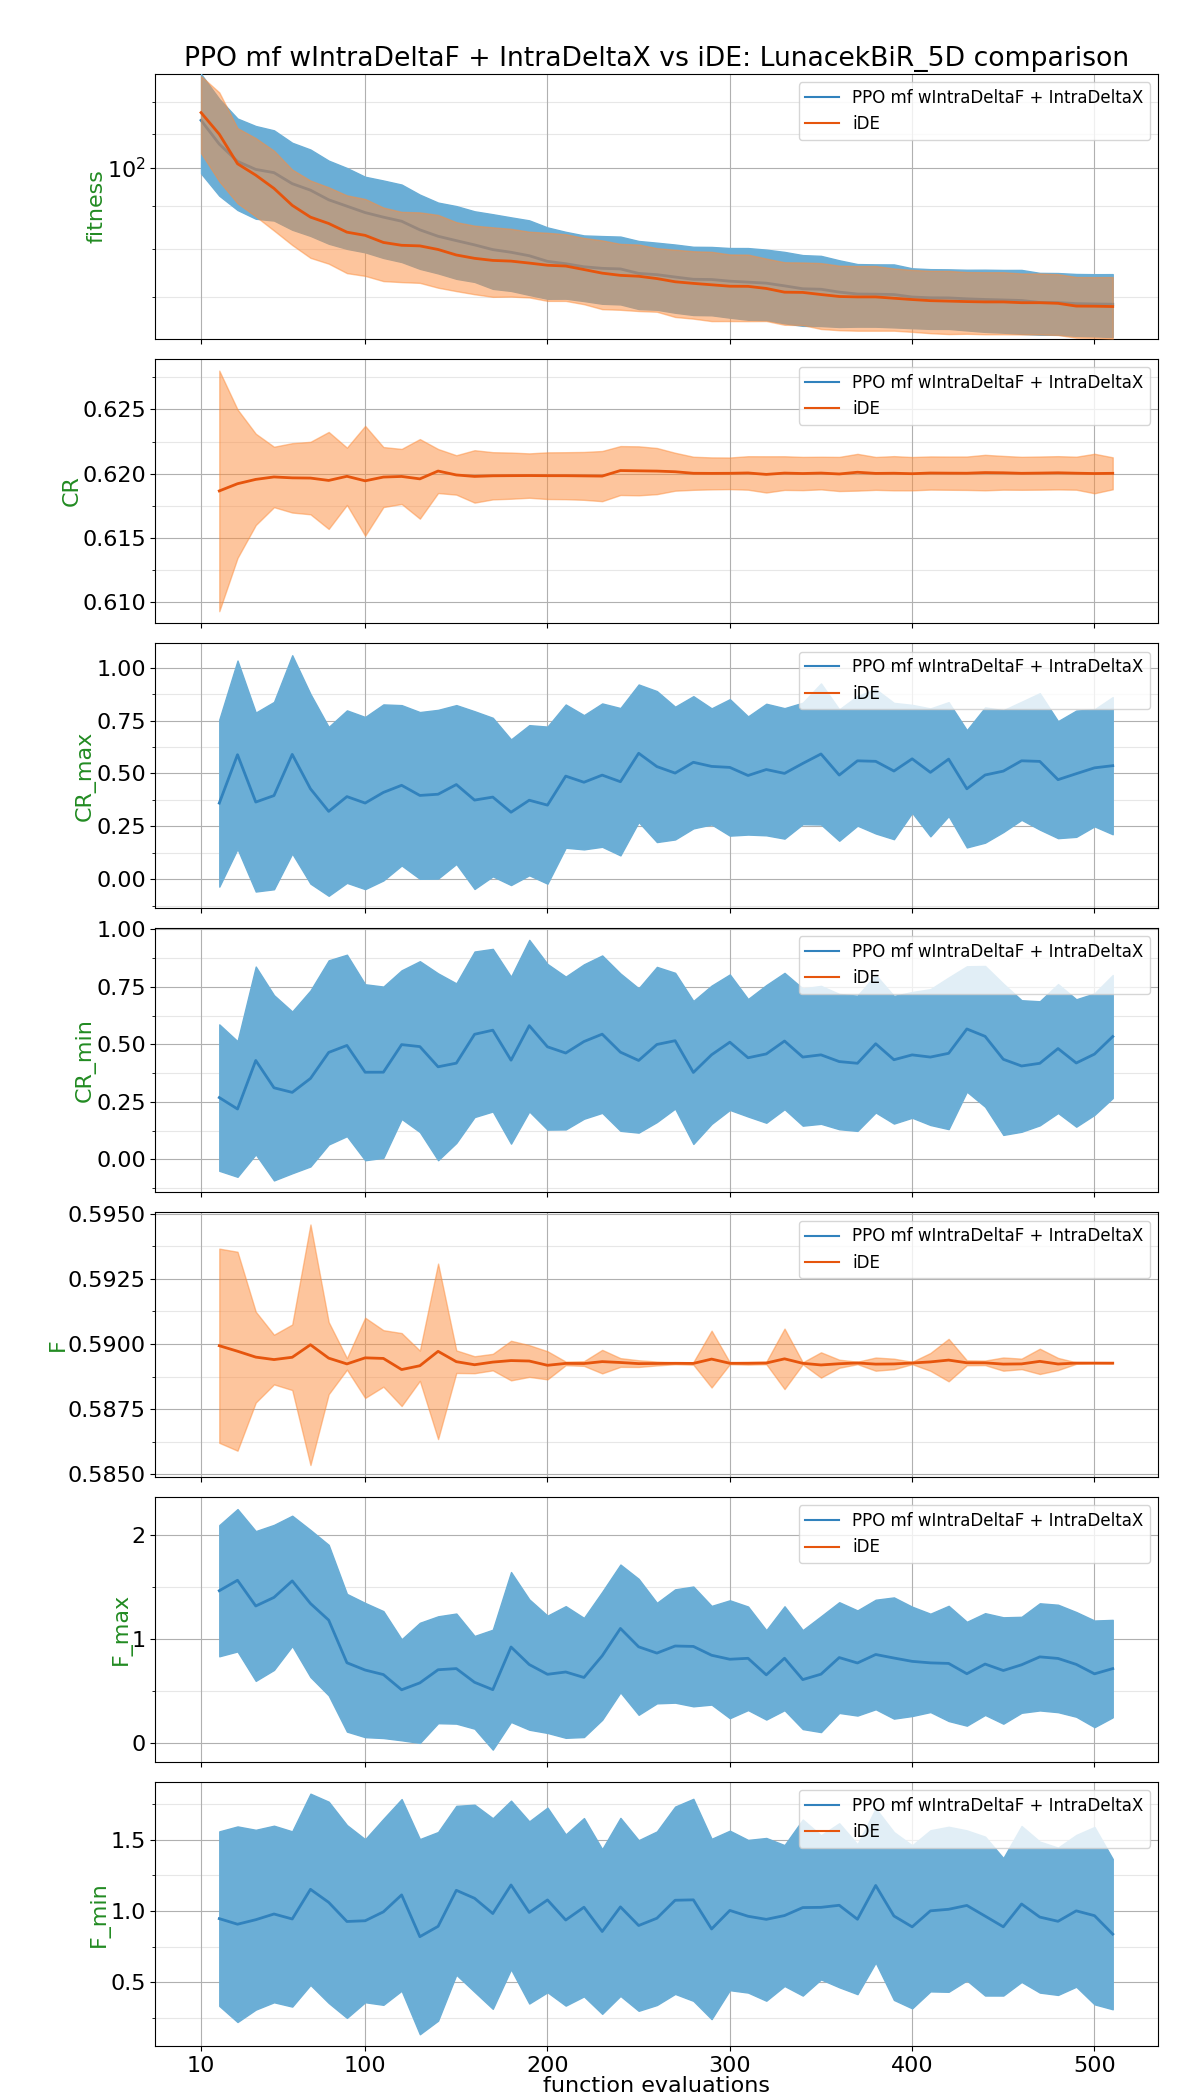 PPO mf wIntraDeltaF + IntraDeltaX vs iDE: LunacekBiR_5D comparison
PPO mf wIntraDeltaF + IntraDeltaX
iDE
10²
fitness
PPO mf wIntraDeltaF + IntraDeltaX
iDE
0.625
0.620
0.615
0.610
CR
PPO mf wIntraDeltaF + IntraDeltaX
iDE
1.00
0.75
0.50
0.25
0.00
CR_max
PPO mf wIntraDeltaF + IntraDeltaX
iDE
1.00
0.75
0.50
0.25
0.00
CR_min
PPO mf wIntraDeltaF + IntraDeltaX
iDE
0.5950
0.5925
0.5900
0.5875
0.5850
F
PPO mf wIntraDeltaF + IntraDeltaX
iDE
2
1
0
F_max
PPO mf wIntraDeltaF + IntraDeltaX
iDE
1.5
1.0
0.5
F_min
10 100 200 300 400 500
function evaluations